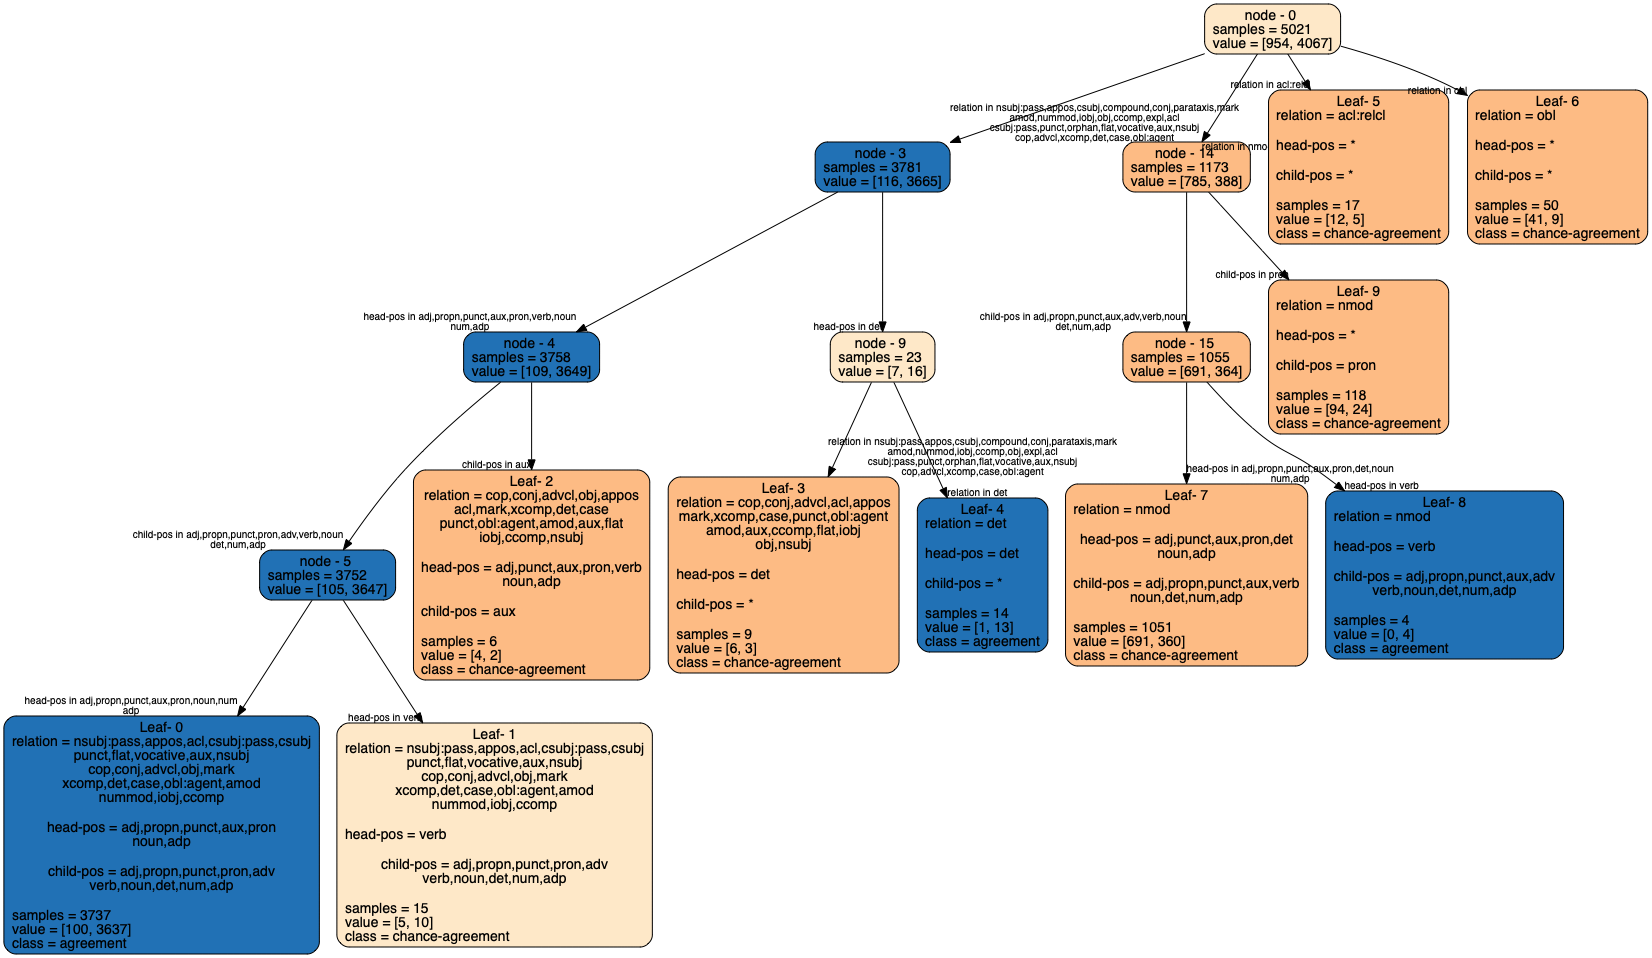 node - 0
samples = 5021
value = [954, 4067]
relation in acl:relcl
relation in obl
relation in nsubj:pass,appos,csubj,compound,conj,parataxis,mark
amod,nummod,iobj,obj,ccomp,expl,acl
csubj:pass,punct,orphan,flat,vocative,aux,nsubj
cop,advcl,xcomp,det,case,obl:agent
relation in nmod
Leaf- 5
relation = acl:relcl
head-pos = *
child-pos = *
samples = 17
value = [12, 5]
class = chance-agreement
Leaf- 6
relation = obl
head-pos = *
child-pos = *
samples = 50
value = [41, 9]
class = chance-agreement
node - 3
samples = 3781
value = [116, 3665]
node - 14
samples = 1173
value = [785, 388]
child-pos in pron
Leaf- 9
relation = nmod
head-pos = *
child-pos = pron
samples = 118
value = [94, 24]
class = chance-agreement
head-pos in adj,propn,punct,aux,pron,verb,noun
num,adp
node - 4
samples = 3758
value = [109, 3649]
head-pos in det
node - 9
samples = 23
value = [7, 16]
child-pos in adj,propn,punct,aux,adv,verb,noun
det,num,adp
node - 15
samples = 1055
value = [691, 364]
child-pos in aux
Leaf- 2
relation = cop,conj,advcl,obj,appos
acl,mark,xcomp,det,case
punct,obl:agent,amod,aux,flat
iobj,ccomp,nsubj
head-pos = adj,punct,aux,pron,verb
noun,adp
child-pos = aux
samples = 6
value = [4, 2]
class = chance-agreement
relation in nsubj:pass,appos,csubj,compound,conj,parataxis,mark
amod,nummod,iobj,ccomp,obj,expl,acl
csubj:pass,punct,orphan,flat,vocative,aux,nsubj
cop,advcl,xcomp,case,obl:agent
Leaf- 3
relation = cop,conj,advcl,acl,appos
mark,xcomp,case,punct,obl:agent
amod,aux,ccomp,flat,iobj
obj,nsubj
head-pos = det
child-pos = *
samples = 9
value = [6, 3]
class = chance-agreement
relation in det
Leaf- 4
relation = det
head-pos = det
child-pos = *
samples = 14
value = [1, 13]
class = agreement
head-pos in adj,propn,punct,aux,pron,det,noun
num,adp
Leaf- 7
relation = nmod
head-pos = adj,punct,aux,pron,det
noun,adp
child-pos = adj,propn,punct,aux,verb
noun,det,num,adp
samples = 1051
value = [691, 360]
class = chance-agreement
head-pos in verb
Leaf- 8
relation = nmod
head-pos = verb
child-pos = adj,propn,punct,aux,adv
verb,noun,det,num,adp
samples = 4
value = [0, 4]
class = agreement
child-pos in adj,propn,punct,pron,adv,verb,noun
det,num,adp
node - 5
samples = 3752
value = [105, 3647]
head-pos in adj,propn,punct,aux,pron,noun,num
adp
Leaf- 0
relation = nsubj:pass,appos,acl,csubj:pass,csubj
punct,flat,vocative,aux,nsubj
cop,conj,advcl,obj,mark
xcomp,det,case,obl:agent,amod
nummod,iobj,ccomp
head-pos = adj,propn,punct,aux,pron
noun,adp
child-pos = adj,propn,punct,pron,adv
verb,noun,det,num,adp
samples = 3737
value = [100, 3637]
class = agreement
head-pos in verb
Leaf- 1
relation = nsubj:pass,appos,acl,csubj:pass,csubj
punct,flat,vocative,aux,nsubj
cop,conj,advcl,obj,mark
xcomp,det,case,obl:agent,amod
nummod,iobj,ccomp
head-pos = verb
child-pos = adj,propn,punct,pron,adv
verb,noun,det,num,adp
samples = 15
value = [5, 10]
class = chance-agreement